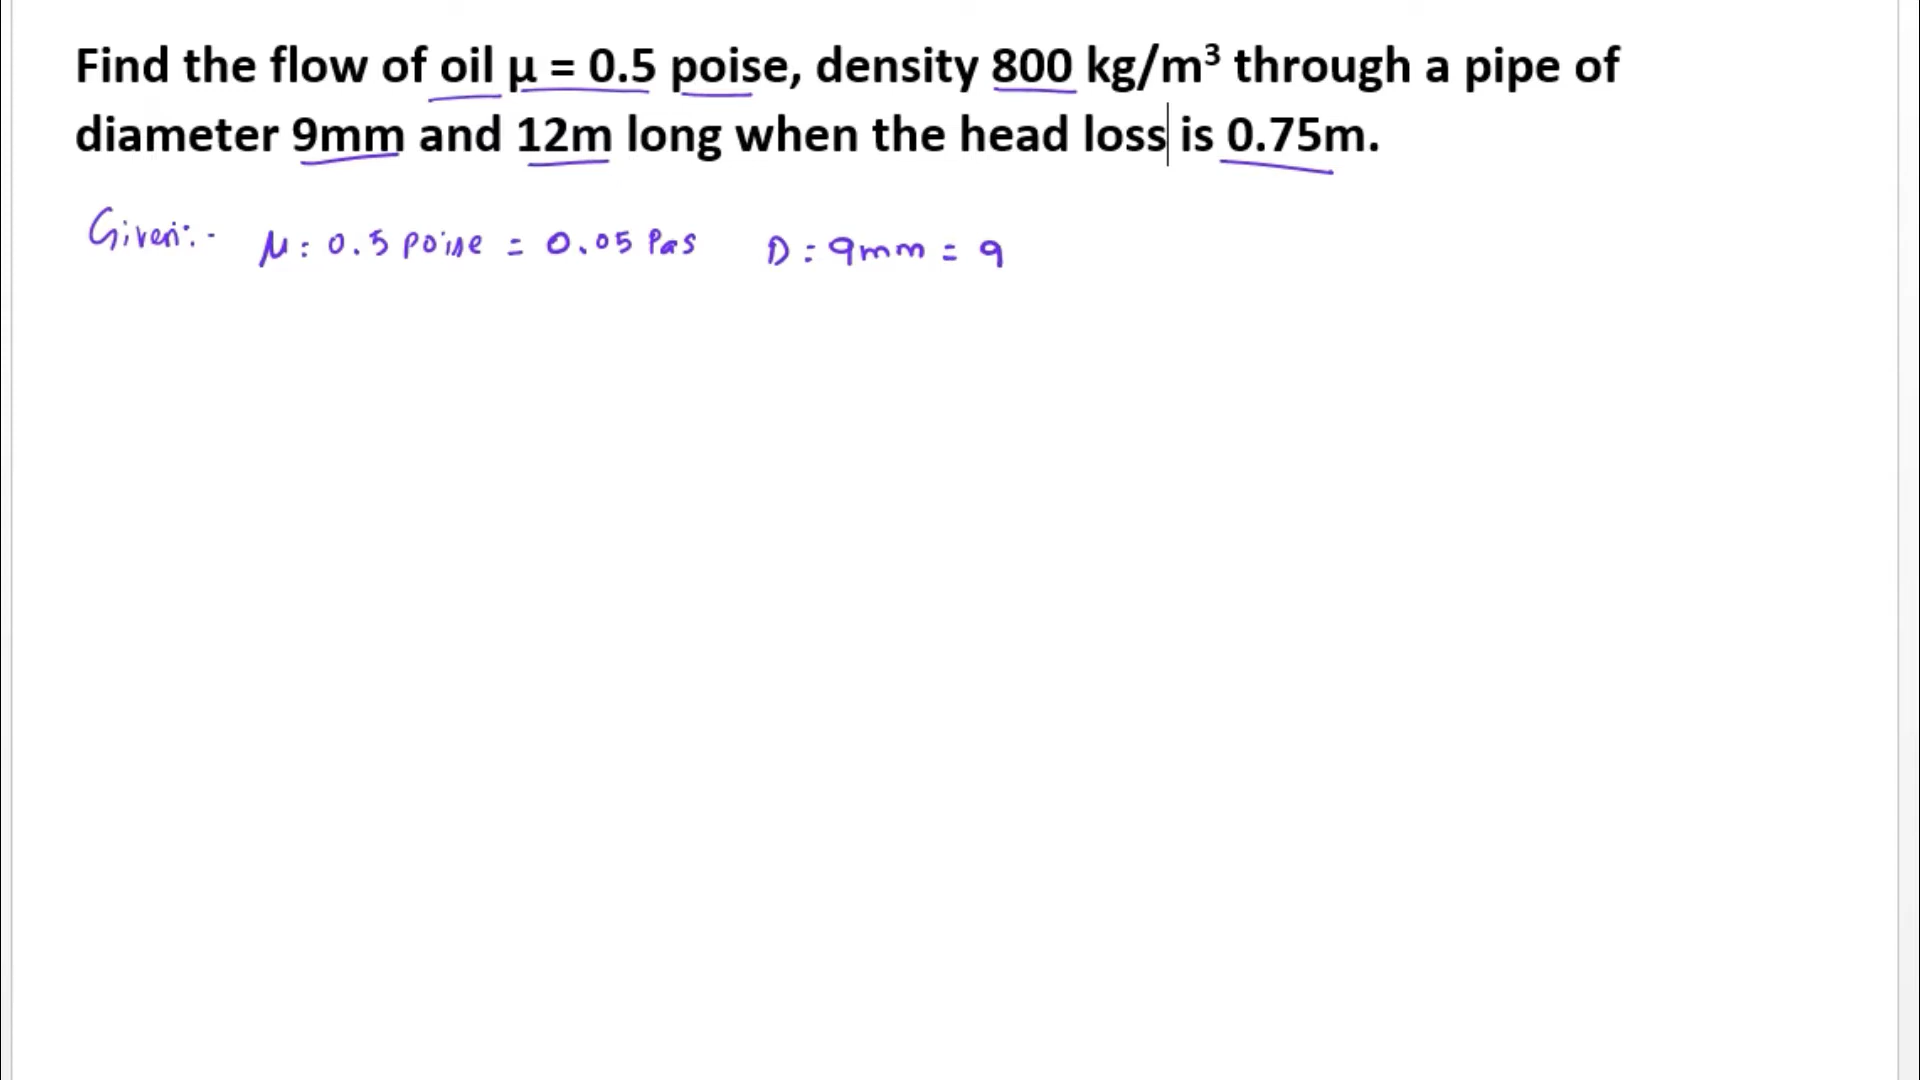 Find the flow of oil μ = 0.5 poise, density 800 kg/m³ through a pipe of
diameter 9mm and 12m long when the head loss is 0.75m.
Given:- μ: 0.5 poise = 0.05 Pas D: 9mm = 9